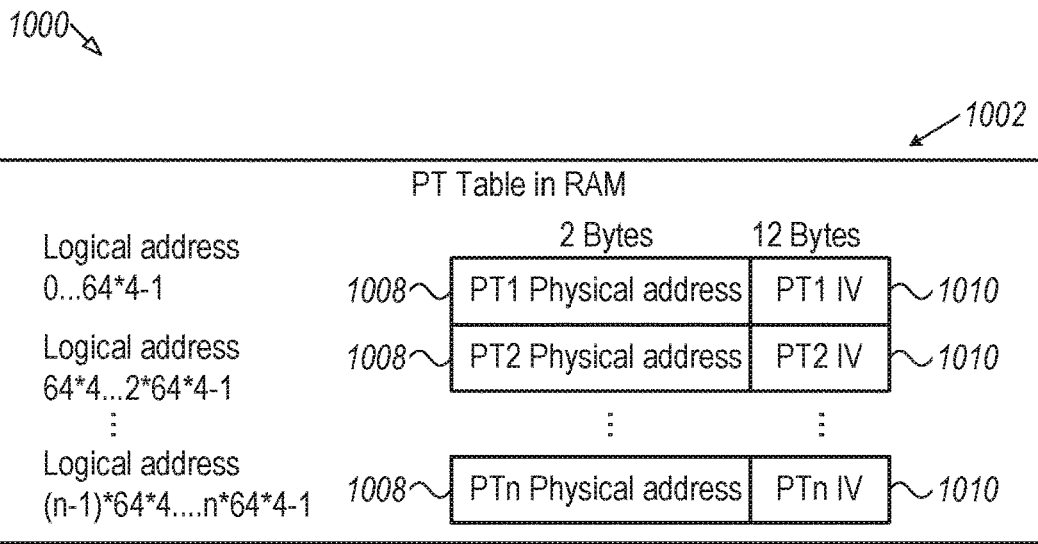 1000
1002
PT Table in RAM
2 Bytes 12 Bytes
Logical address
0...64*4-1
1008 PT1 Physical address PT1 IV 1010
Logical address
64*4...2*64*4-1
1008 PT2 Physical address PT2 IV 1010
Logical address
(n-1)*64*4....n*64*4-1
1008 PTn Physical address PTn IV 1010